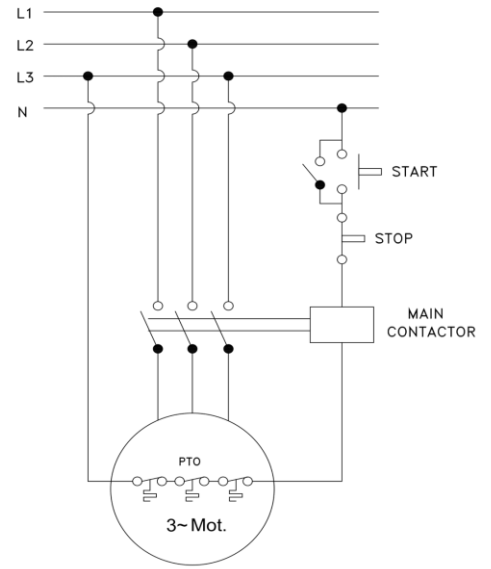 L1
L2
L3
N
START
STOP
MAIN
CONTACTOR
PTO
3~ Mot.